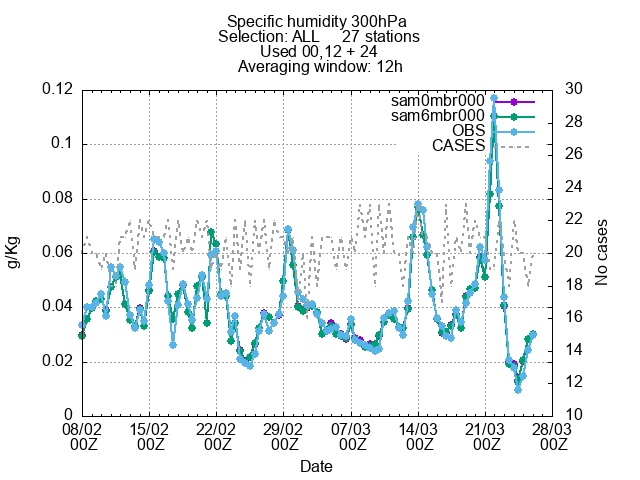 Specific humidity 300hPa
Selection: ALL 27 stations
Used 00,12 + 24
Averaging window: 12h
0.12
0.1
0.08
0.06
0.04
0.02
0
g/Kg
30
28
26
24
22
20
18
16
14
12
10
No cases
sam0mbr000
sam6mbr000
OBS
CASES
08/02 15/02 22/02 29/02 07/03 14/03 21/03 28/03
00Z 00Z 00Z 00Z 00Z 00Z 00Z 00Z
Date